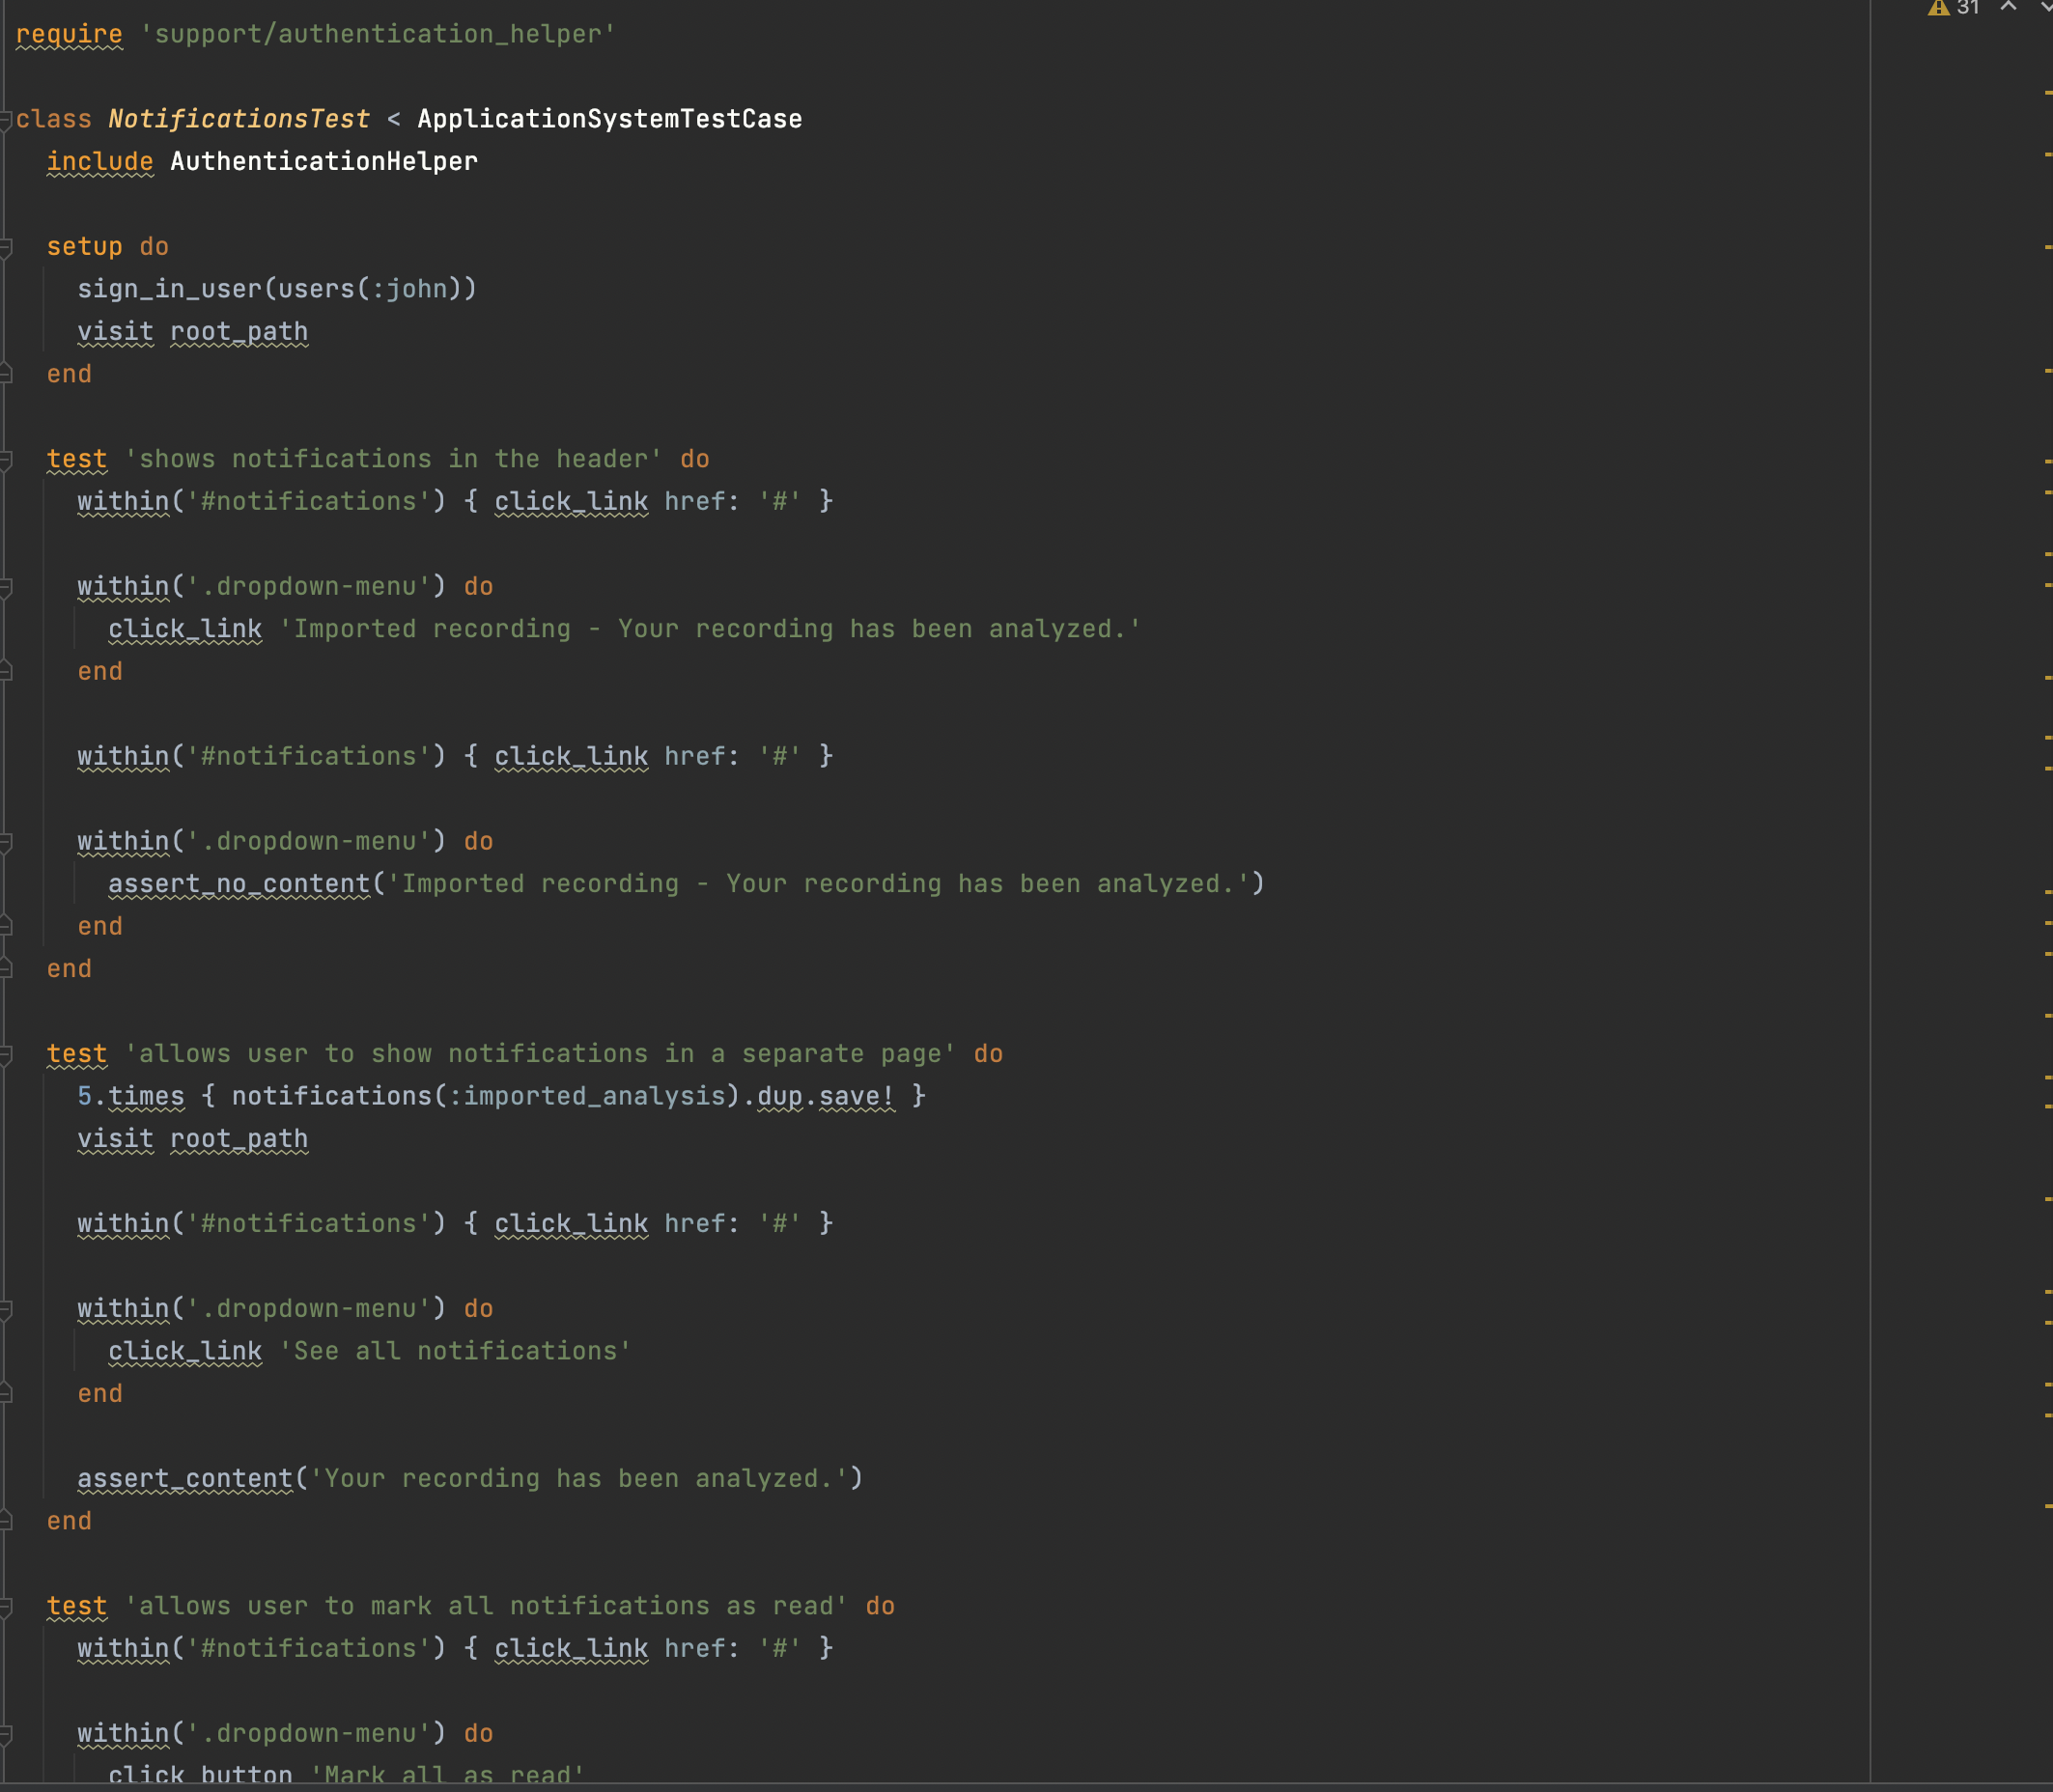 31
require 'support/authentication_helper'
class NotificationsTest < ApplicationSystemTestCase
  include AuthenticationHelper
  setup do
    sign_in_user(users(:john))
    visit root_path
  end
  test 'shows notifications in the header' do
    within('#notifications') { click_link href: '#' }
    within('.dropdown-menu') do
      click_link 'Imported recording - Your recording has been analyzed.'
    end
    within('#notifications') { click_link href: '#' }
    within('.dropdown-menu') do
      assert_no_content('Imported recording - Your recording has been analyzed.')
    end
  end
  test 'allows user to show notifications in a separate page' do
    5.times { notifications(:imported_analysis).dup.save! }
    visit root_path
    within('#notifications') { click_link href: '#' }
    within('.dropdown-menu') do
      click_link 'See all notifications'
    end
    assert_content('Your recording has been analyzed.')
  end
  test 'allows user to mark all notifications as read' do
    within('#notifications') { click_link href: '#' }
    within('.dropdown-menu') do
      click_button 'Mark all as read'